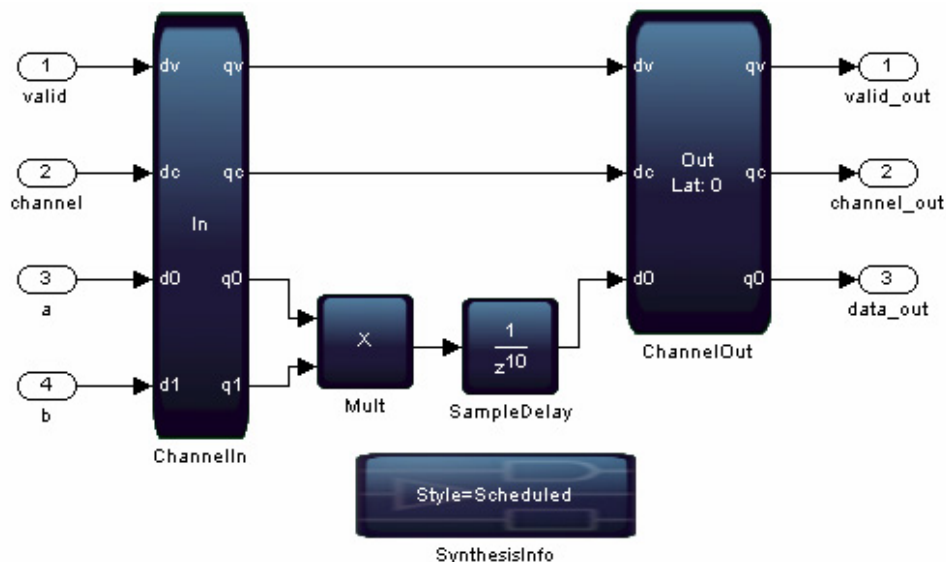 1
valid
2
channel
3
a
4
b
dv qv
dc qc
In
d0 q0
d1 q1
ChannelIn
X
Mult
1
z10
SampleDelay
dv qv
Out
Lat: 0
dc qc
d0 q0
ChannelOut
1
valid_out
2
channel_out
3
data_out
Style=Scheduled
SynthesisInfo